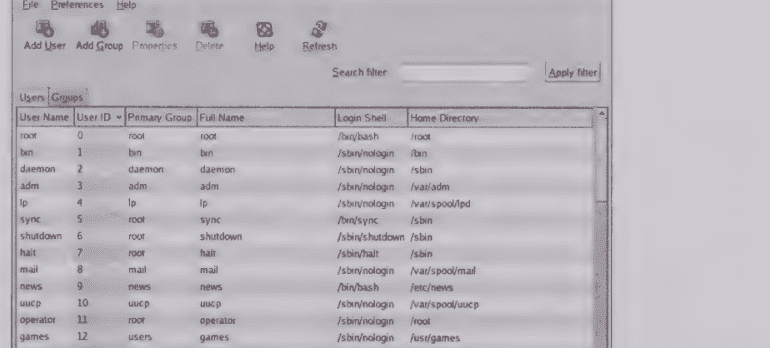 File Preferences Help
Add User Add Group Properties Delete Help Refresh
Search filter: Apply filter
Users Groups
User Name User ID Primary Group Full Name Login Shell Home Directory
root 0 root root /bin/bash /root
bin 1 bin bin /sbin/nologin /bin
daemon 2 daemon daemon /sbin/nologin /sbin
adm 3 adm adm /sbin/nologin /var/adm
lp 4 lp lp /sbin/nologin /var/spool/lpd
sync 5 root sync /bin/sync /sbin
shutdown 6 root shutdown /sbin/shutdown /sbin
halt 7 root halt /sbin/halt /sbin
mail 8 mail mail /sbin/nologin /var/spool/mail
news 9 news news /bin/bash /etc/news
uucp 10 uucp uucp /sbin/nologin /var/spool/uucp
operator 11 root operator /sbin/nologin /root
games 12 users games /sbin/nologin /usr/games